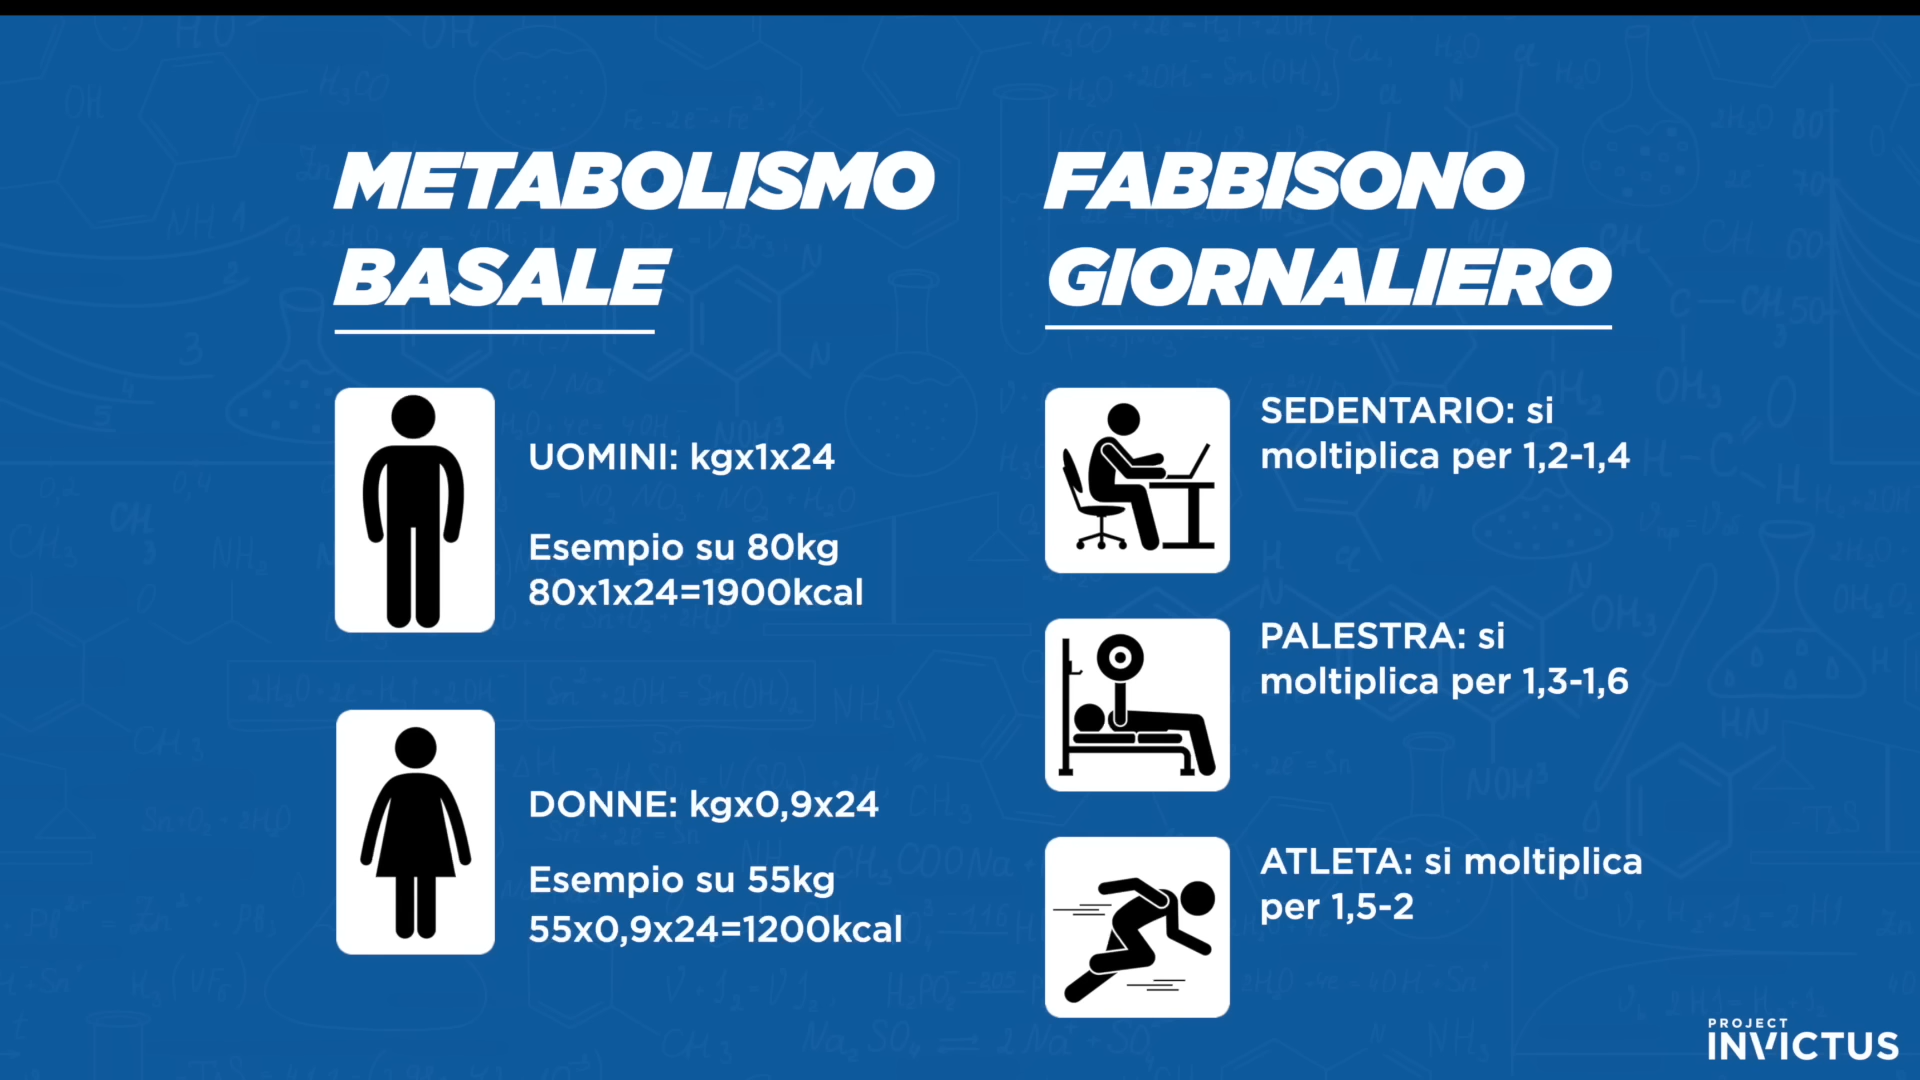 METABOLISMO
BASALE
UOMINI: kgx1x24
Esempio su 80kg
80x1x24=1900kcal
DONNE: kgx0,9x24
Esempio su 55kg
55x0,9x24=1200kcal
FABBISONO
GIORNALIERO
SEDENTARIO: si
moltiplica per 1,2-1,4
PALESTRA: si
moltiplica per 1,3-1,6
ATLETA: si moltiplica
per 1,5-2
PROJECT
INVICTUS